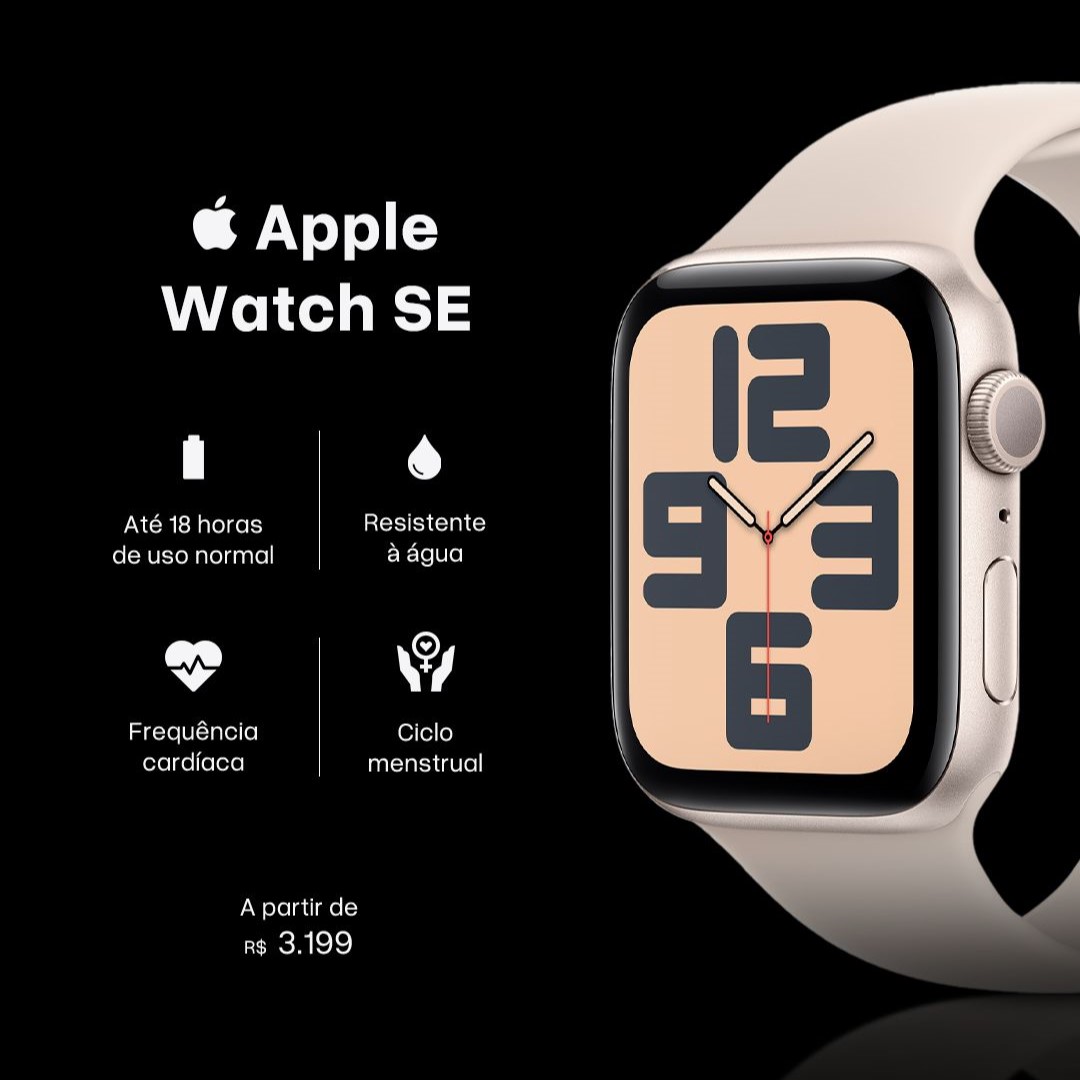 Apple
Watch SE
Até 18 horas
de uso normal
Resistente
à água
Frequência
cardíaca
Ciclo
menstrual
A partir de
R$ 3.199
12
9
3
6